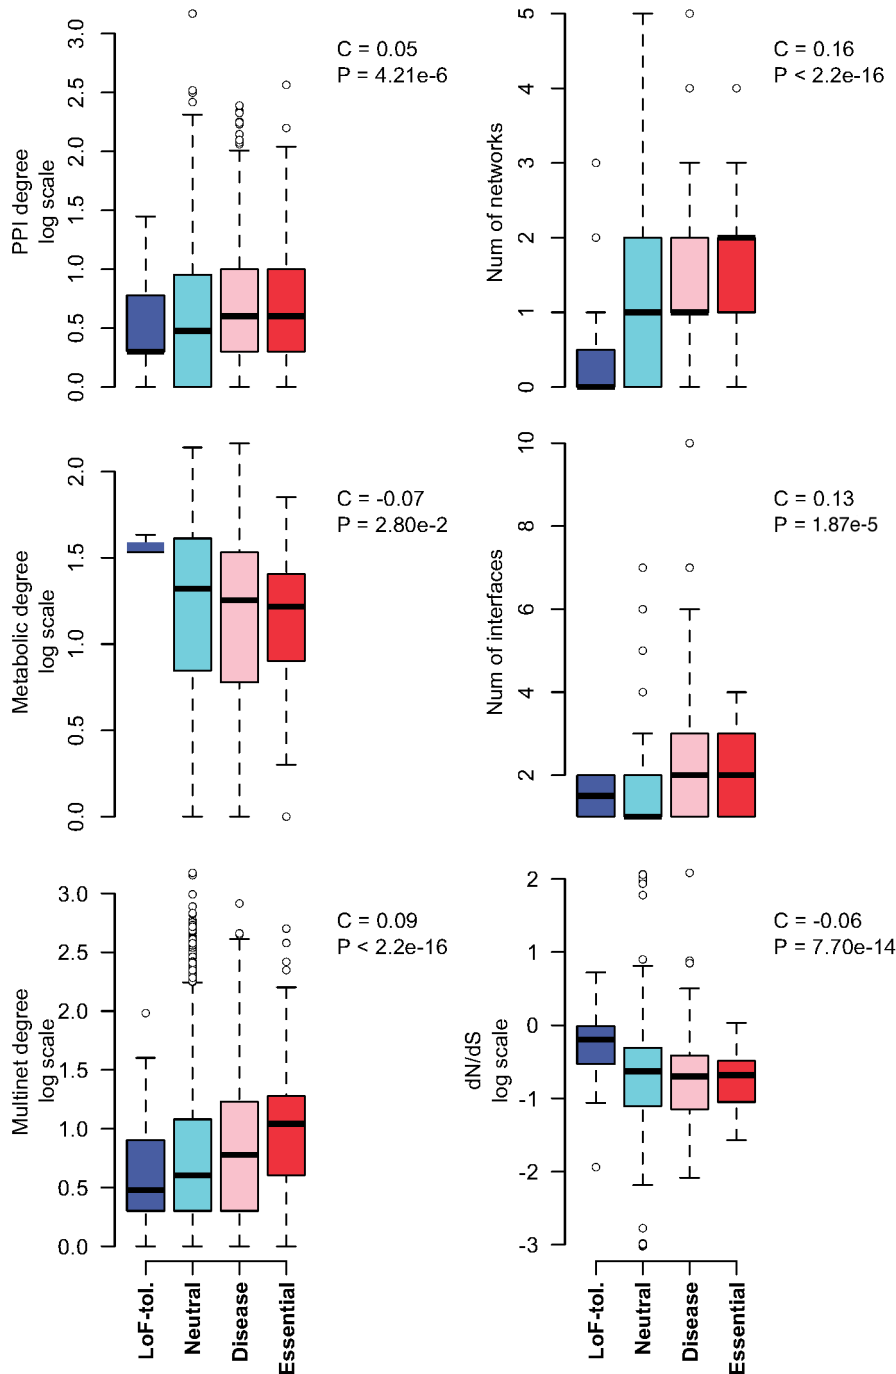 PPI degree
log scale
3.0
2.5
2.0
1.5
1.0
0.5
0.0
C = 0.05
P = 4.21e-6
Num of networks
5
4
3
2
1
0
C = 0.16
P < 2.2e-16
Metabolic degree
log scale
2.0
1.5
1.0
0.5
0.0
C = -0.07
P = 2.80e-2
Num of interfaces
10
8
6
4
2
C = 0.13
P = 1.87e-5
Multinet degree
log scale
3.0
2.5
2.0
1.5
1.0
0.5
0.0
C = 0.09
P < 2.2e-16
LoF-tol.
Neutral
Disease
Essential
dN/dS
log scale
2
1
0
-1
-2
-3
C = -0.06
P = 7.70e-14
LoF-tol.
Neutral
Disease
Essential